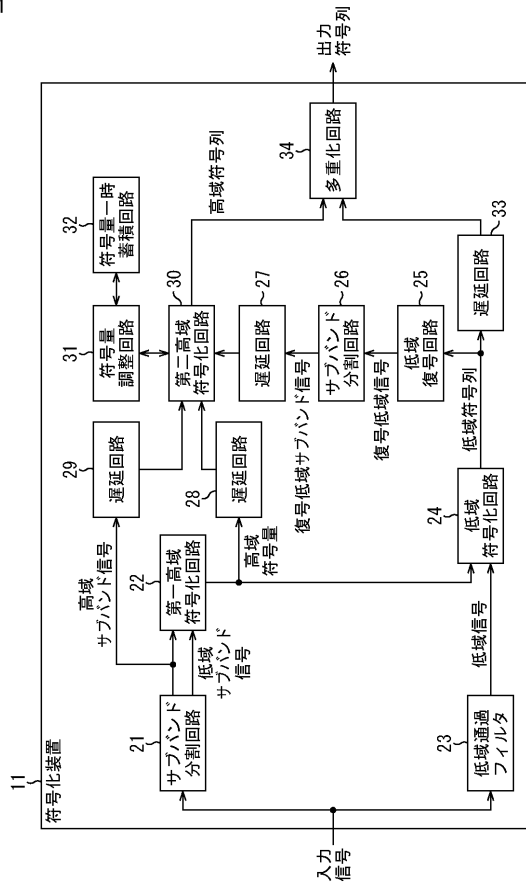 11
符号化装置
入力
信号
21
サブバンド
分割回路
高域
サブバンド信号
低域
サブバンド
信号
22
第一高域
符号化回路
高域
符号量
29
遅延回路
28
遅延回路
31
符号量
調整回路
32
符号量一時
蓄積回路
30
第二高域
符号化回路
高域符号列
27
遅延回路
復号低域サブバンド信号
26
サブバンド
分割回路
復号低域信号
25
低域
復号回路
23
低域通過
フィルタ
低域信号
24
低域
符号化回路
低域符号列
33
遅延回路
34
多重化回路
出力
符号列